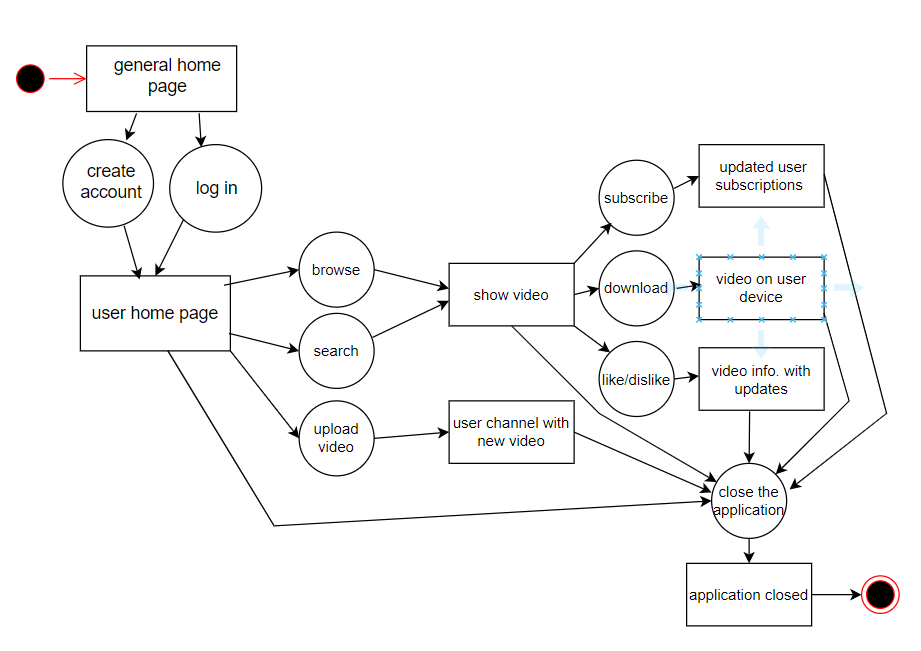 general home
page
create
account
log in
user home page
browse
search
upload
video
show video
user channel with
new video
subscribe
download
like/dislike
updated user
subscriptions
video on user
device
video info. with
updates
close the
application
application closed